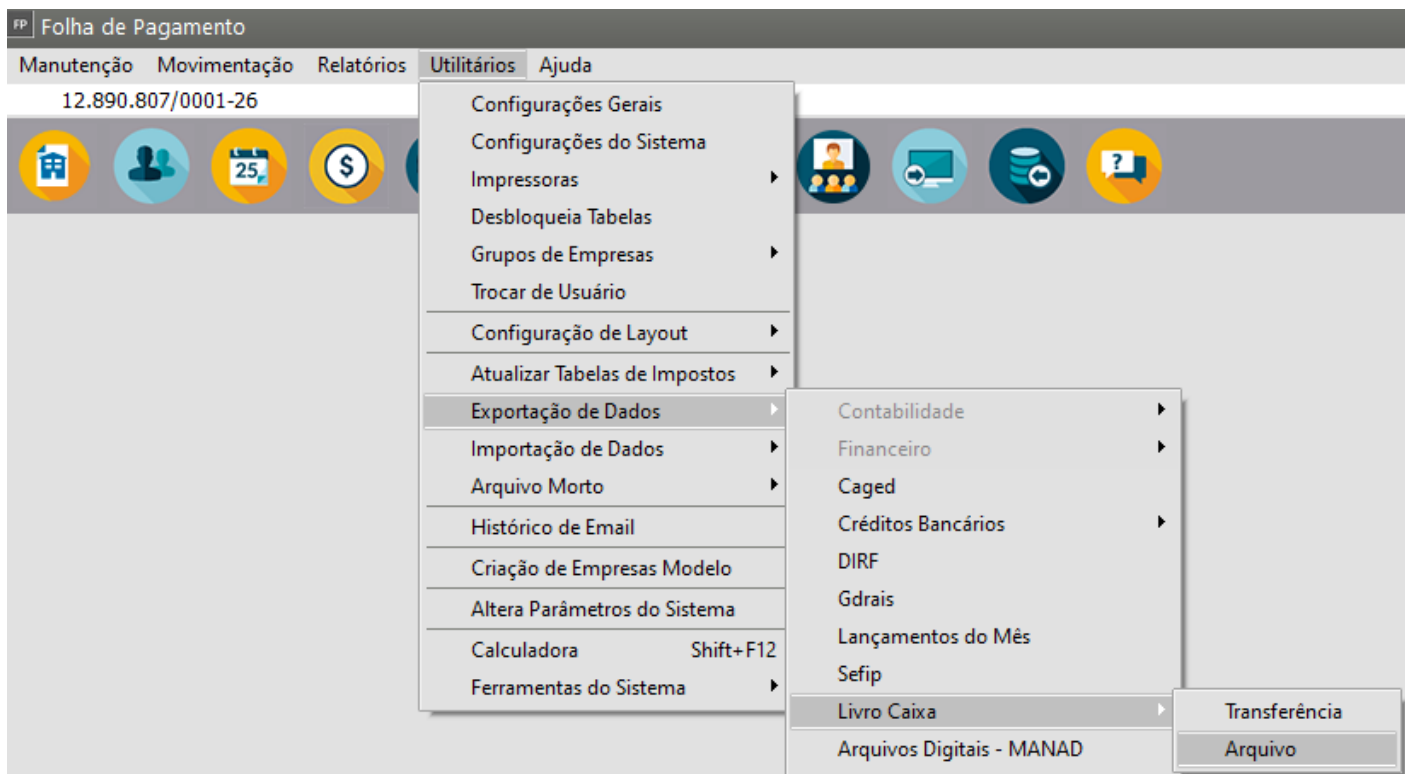 FP Folha de Pagamento
Manutenção Movimentação Relatórios Utilitários Ajuda
12.890.807/0001-26
25
$
?
Configurações Gerais
Configurações do Sistema
Impressoras
Desbloqueia Tabelas
Grupos de Empresas
Trocar de Usuário
Configuração de Layout
Atualizar Tabelas de Impostos
Exportação de Dados
Importação de Dados
Arquivo Morto
Histórico de Email
Criação de Empresas Modelo
Altera Parâmetros do Sistema
Calculadora Shift+F12
Ferramentas do Sistema
Contabilidade
Financeiro
Caged
Créditos Bancários
DIRF
Gdrais
Lançamentos do Mês
Sefip
Livro Caixa
Arquivos Digitais - MANAD
Transferência
Arquivo